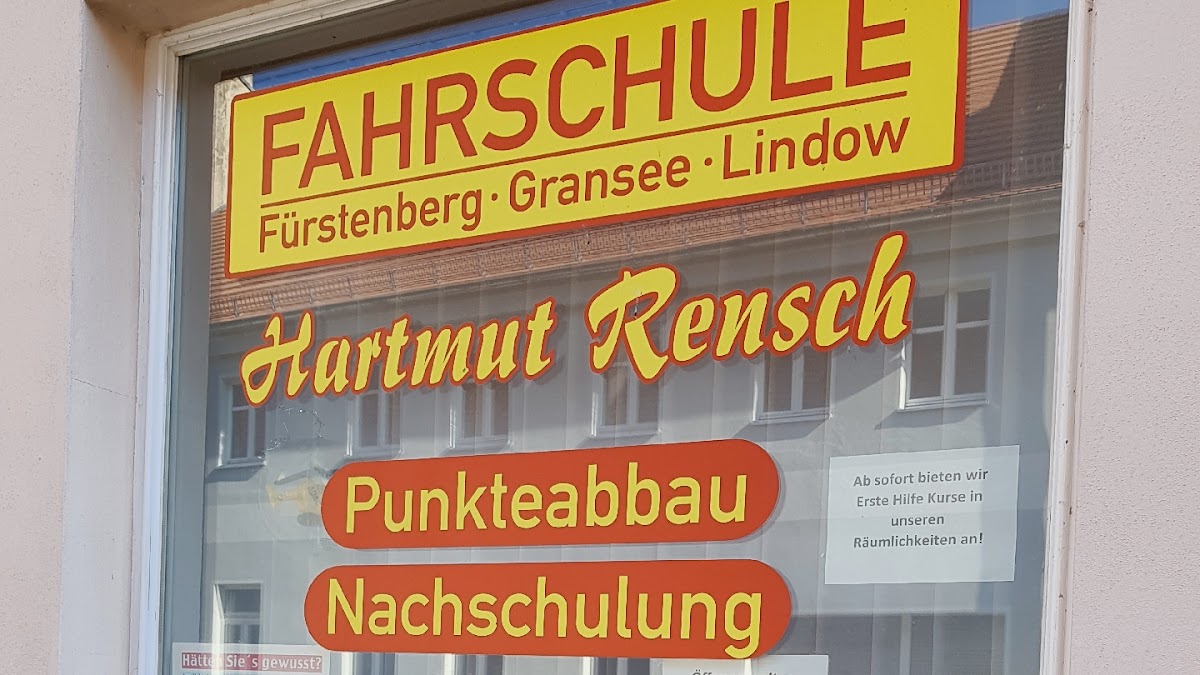 FAHRSCHULE
Fürstenberg · Gransee · Lindow
Hartmut Rensch
Punkteabbau
Nachschulung
Ab sofort bieten wir
Erste Hilfe Kurse in
unseren
Räumlichkeiten an!
Hätten Sie´s gewusst?